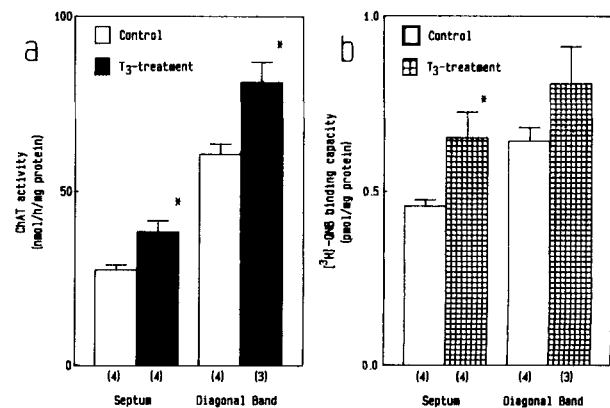 a
100
50
0
ChAT activity
(nmol/h/mg protein)
Control
T3-treatment
*
*
(4) (4) (4) (3)
Septum Diagonal Band
b
1.0
0.5
0.0
[3H]-QNB binding capacity
(pmol/mg protein)
Control
T3-treatment
*
(4) (4) (4) (3)
Septum Diagonal Band